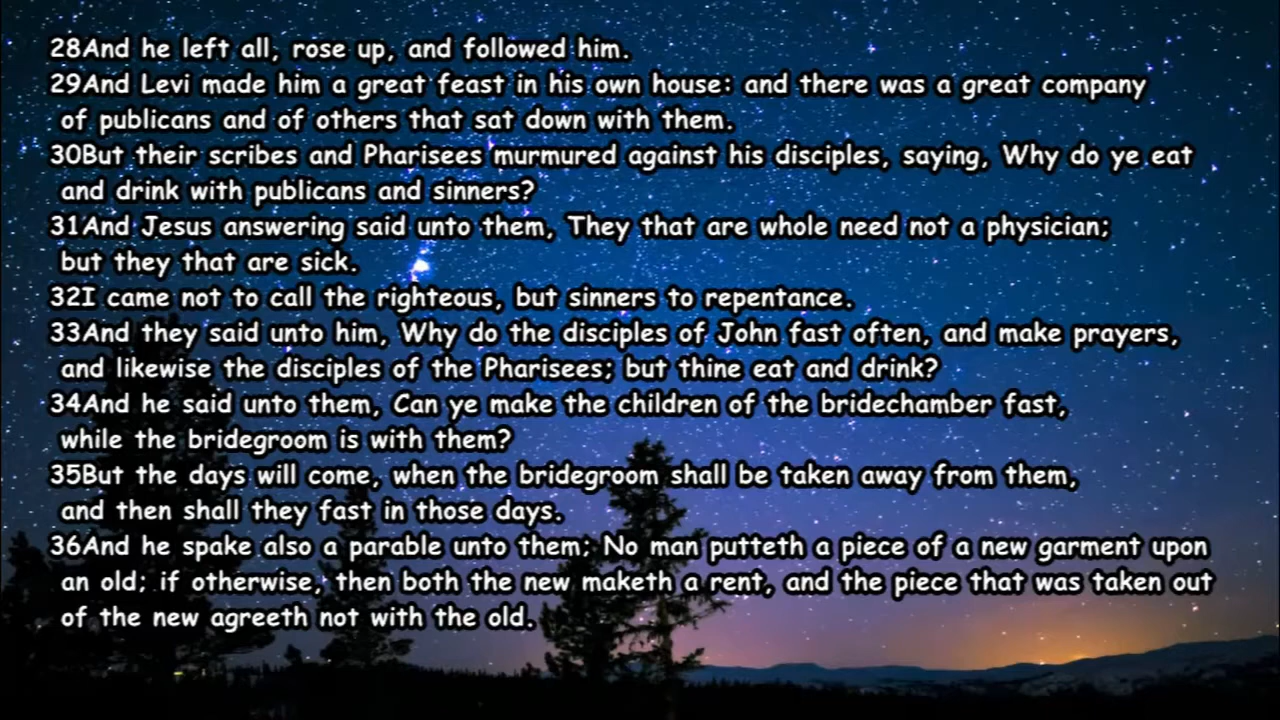 28And he left all, rose up, and followed him.
29And Levi made him a great feast in his own house: and there was a great company
of publicans and of others that sat down with them.
30But their scribes and Pharisees murmured against his disciples, saying, Why do ye eat
and drink with publicans and sinners?
31And Jesus answering said unto them, They that are whole need not a physician;
but they that are sick.
32I came not to call the righteous, but sinners to repentance.
33And they said unto him, Why do the disciples of John fast often, and make prayers,
and likewise the disciples of the Pharisees; but thine eat and drink?
34And he said unto them, Can ye make the children of the bridechamber fast,
while the bridegroom is with them?
35But the days will come, when the bridegroom shall be taken away from them,
and then shall they fast in those days.
36And he spake also a parable unto them; No man putteth a piece of a new garment upon
an old; if otherwise, then both the new maketh a rent, and the piece that was taken out
of the new agreeth not with the old.